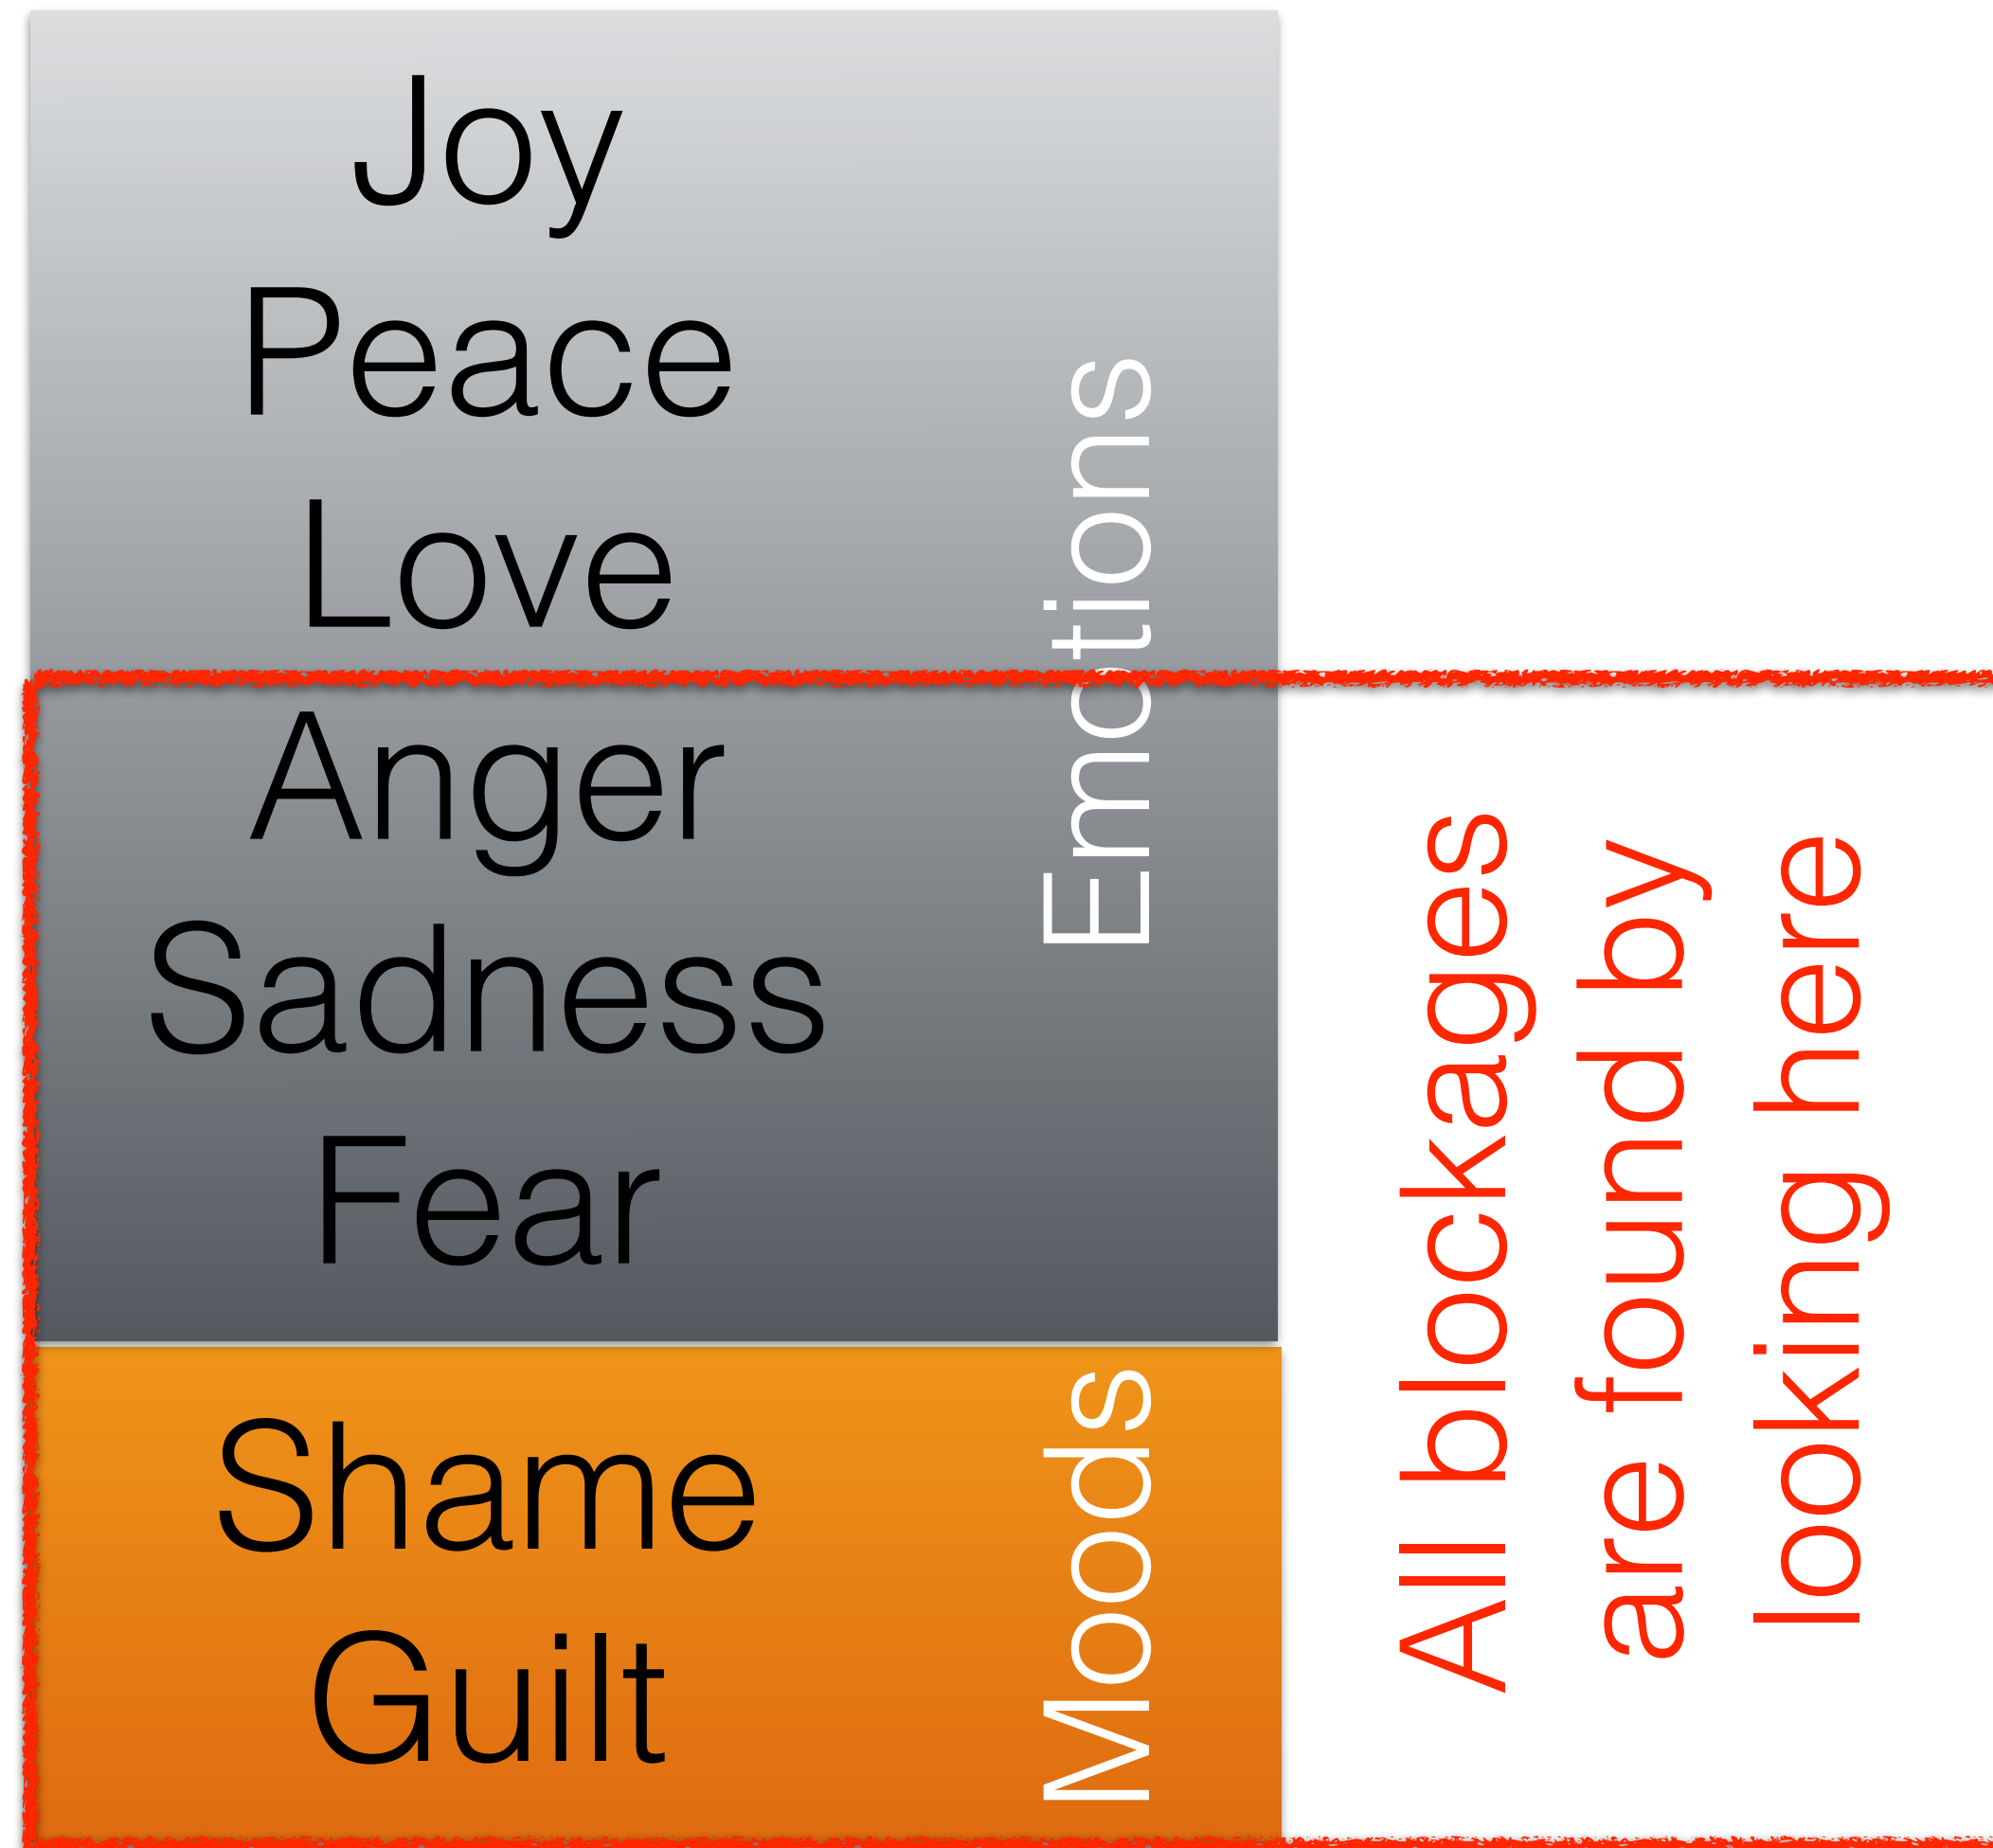 Joy
Peace
Love
Anger
Sadness
Fear
Emotions
Shame
Guilt
Moods
All blockages
are found by
looking here